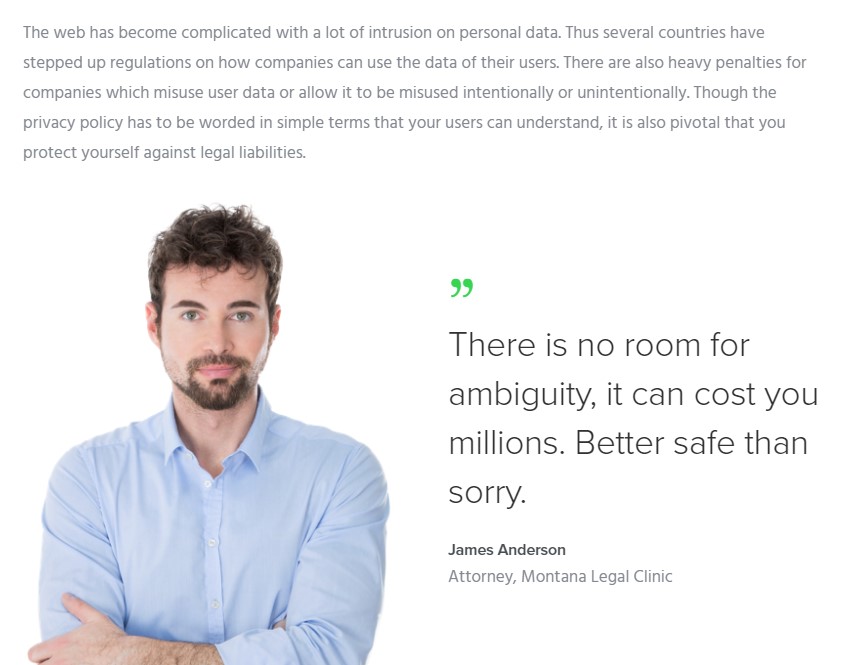 The web has become complicated with a lot of intrusion on personal data. Thus several countries have
stepped up regulations on how companies can use the data of their users. There are also heavy penalties for
companies which misuse user data or allow it to be misused intentionally or unintentionally. Though the
privacy policy has to be worded in simple terms that your users can understand, it is also pivotal that you
protect yourself against legal liabilities.
”
There is no room for
ambiguity, it can cost you
millions. Better safe than
sorry.
James Anderson
Attorney, Montana Legal Clinic